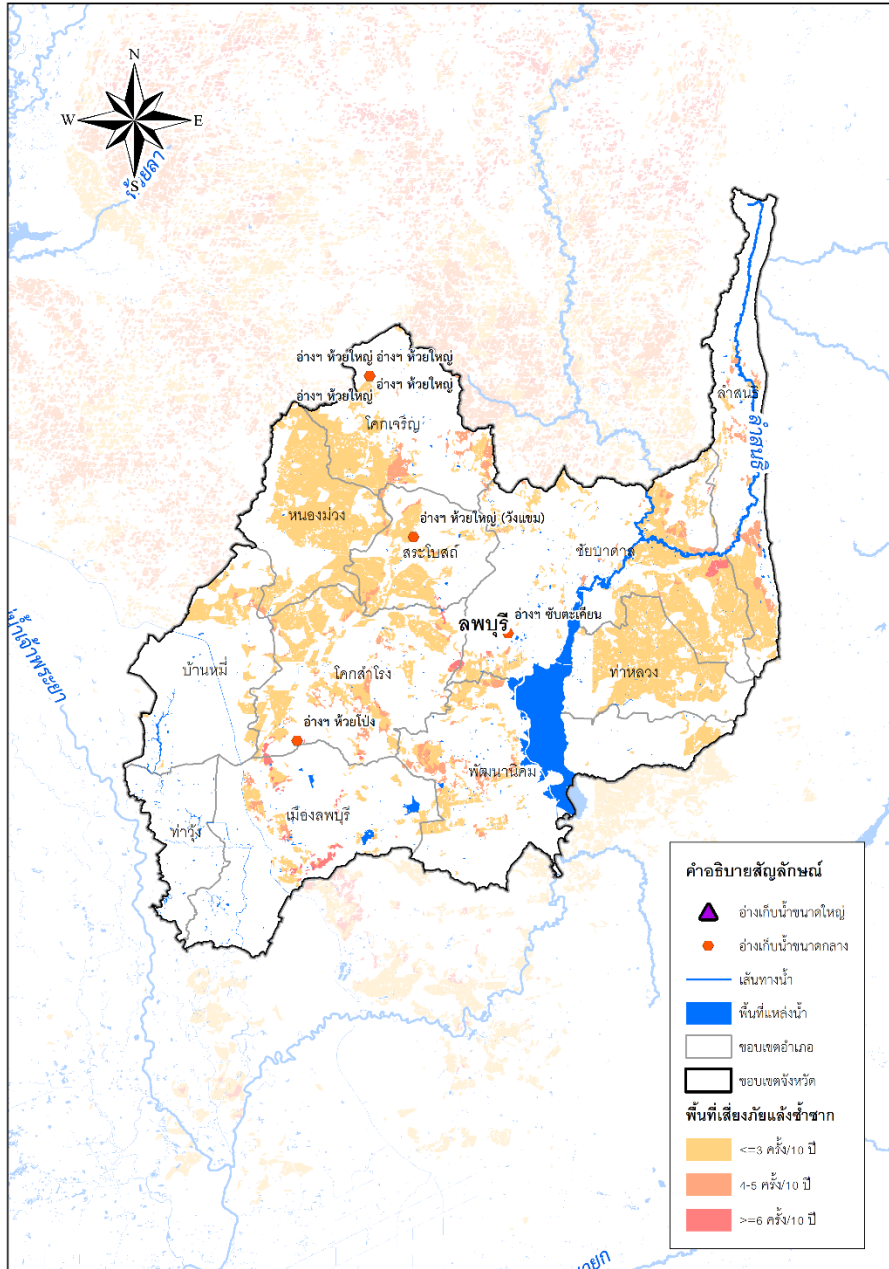 N
W E
S
ห้วยลา
อ่างฯ ห้วยใหญ่ อ่างฯ ห้วยใหญ่
อ่างฯ ห้วยใหญ่ อ่างฯ ห้วยใหญ่
โคกเจริญ
ลำสนธิ
ลำสนธิ
หนองม่วง
อ่างฯ ห้วยใหญ่ (วังแขม)
สระโบสถ์
ชัยบาดาล
ลพบุรี
อ่างฯ ซับตะเคียน
บ้านหมี่
โคกสำโรง
ท่าหลวง
น้ำเจ้าพระยา
อ่างฯ ห้วยโป่ง
พัฒนานิคม
เมืองลพบุรี
ท่าวุ้ง
คำอธิบายสัญลักษณ์
อ่างเก็บน้ำขนาดใหญ่
อ่างเก็บน้ำขนาดกลาง
เส้นทางน้ำ
พื้นที่แหล่งน้ำ
ขอบเขตอำเภอ
ขอบเขตจังหวัด
พื้นที่เสี่ยงภัยแล้งซ้ำซาก
<=3 ครั้ง/10 ปี
4-5 ครั้ง/10 ปี
>=6 ครั้ง/10 ปี